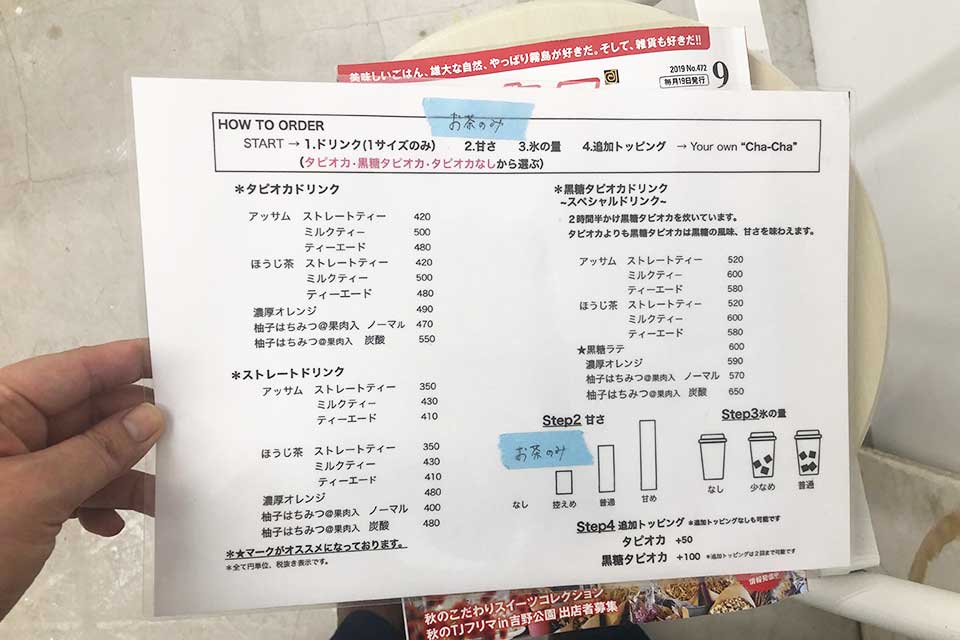 美味しいごはん、雄大な自然、やっぱり霧島が好きだ。そして、雑貨も好きだ!!
2019 No.472
毎月19日発行
9
お茶のみ
HOW TO ORDER
START → 1.ドリンク(1サイズのみ) 2.甘さ 3.氷の量 4.追加トッピング → Your own “Cha-Cha”
(タピオカ・黒糖タピオカ・タピオカなしから選ぶ)
＊タピオカドリンク
アッサム ストレートティー 420
ミルクティー 500
ティーエード 480
ほうじ茶 ストレートティー 420
ミルクティー 500
ティーエード 480
濃厚オレンジ 490
柚子はちみつ@果肉入 ノーマル 470
柚子はちみつ@果肉入 炭酸 550
＊ストレートドリンク
アッサム ストレートティー 350
ミルクティー 430
ティーエード 410
ほうじ茶 ストレートティー 350
ミルクティー 430
ティーエード 410
濃厚オレンジ 480
柚子はちみつ@果肉入 ノーマル 400
柚子はちみつ@果肉入 炭酸 480
＊★マークがオススメになっております。
＊全て円単位、税抜き表示です。
＊黒糖タピオカドリンク
~スペシャルドリンク~
２時間半かけ黒糖タピオカを炊いています。
タピオカよりも黒糖タピオカは黒糖の風味、甘さを味わえます。
アッサム ストレートティー 520
ミルクティー 600
ティーエード 580
ほうじ茶 ストレートティー 520
ミルクティー 600
ティーエード 580
★黒糖ラテ 600
濃厚オレンジ 590
柚子はちみつ@果肉入 ノーマル 570
柚子はちみつ@果肉入 炭酸 650
Step2 甘さ
お茶のみ
なし 控えめ 普通 甘め
Step3氷の量
なし 少なめ 普通
Step4 追加トッピング ＊追加トッピングなしも可能です
タピオカ +50
黒糖タピオカ +100 ＊追加トッピングは２回まで可能です
秋のこだわりスイーツコレクション
秋のTJフリマin吉野公園 出店者募集
情報発信中